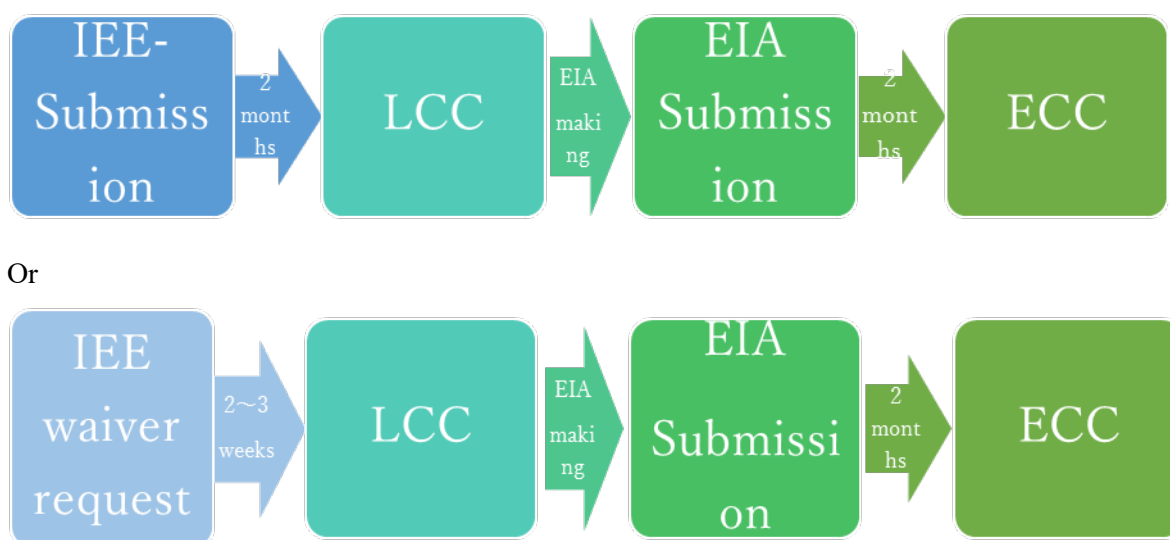 IEE-
Submiss
ion
2
mont
hs
LCC
EIA
maki
ng
EIA
Submiss
ion
2
mont
hs
ECC
Or
IEE
waiver
request
2～3
weeks
LCC
EIA
maki
ng
EIA
Submissi
on
2
mont
hs
ECC